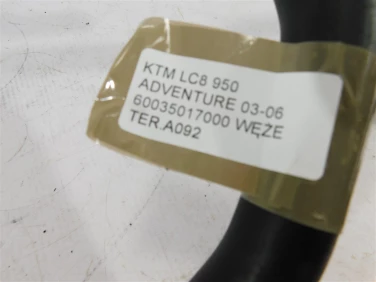 KTM LC8 950
ADVENTURE 03-06
60035017000 WĘŻE
TER.A092